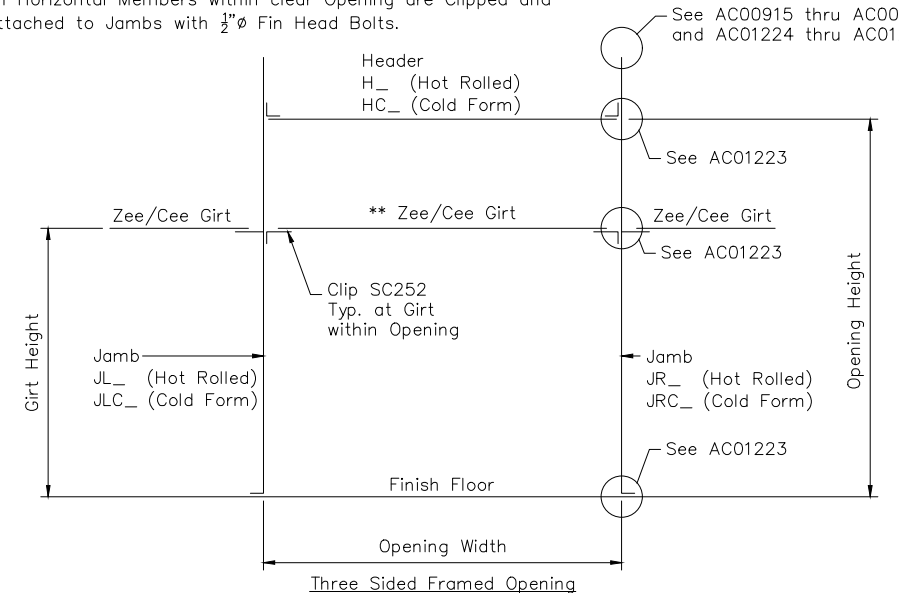 Horizontal Members within clear Opening are Clipped and
attached to Jambs with 1/2"ø Fin Head Bolts.
See AC00915 thru AC00
and AC01224 thru AC01
Header
H_ (Hot Rolled)
HC_ (Cold Form)
See AC01223
Zee/Cee Girt
** Zee/Cee Girt
Zee/Cee Girt
See AC01223
Clip SC252
Typ. at Girt
within Opening
Girt Height
Opening Height
Jamb
JL_ (Hot Rolled)
JLC_ (Cold Form)
Jamb
JR_ (Hot Rolled)
JRC_ (Cold Form)
See AC01223
Finish Floor
Opening Width
Three Sided Framed Opening